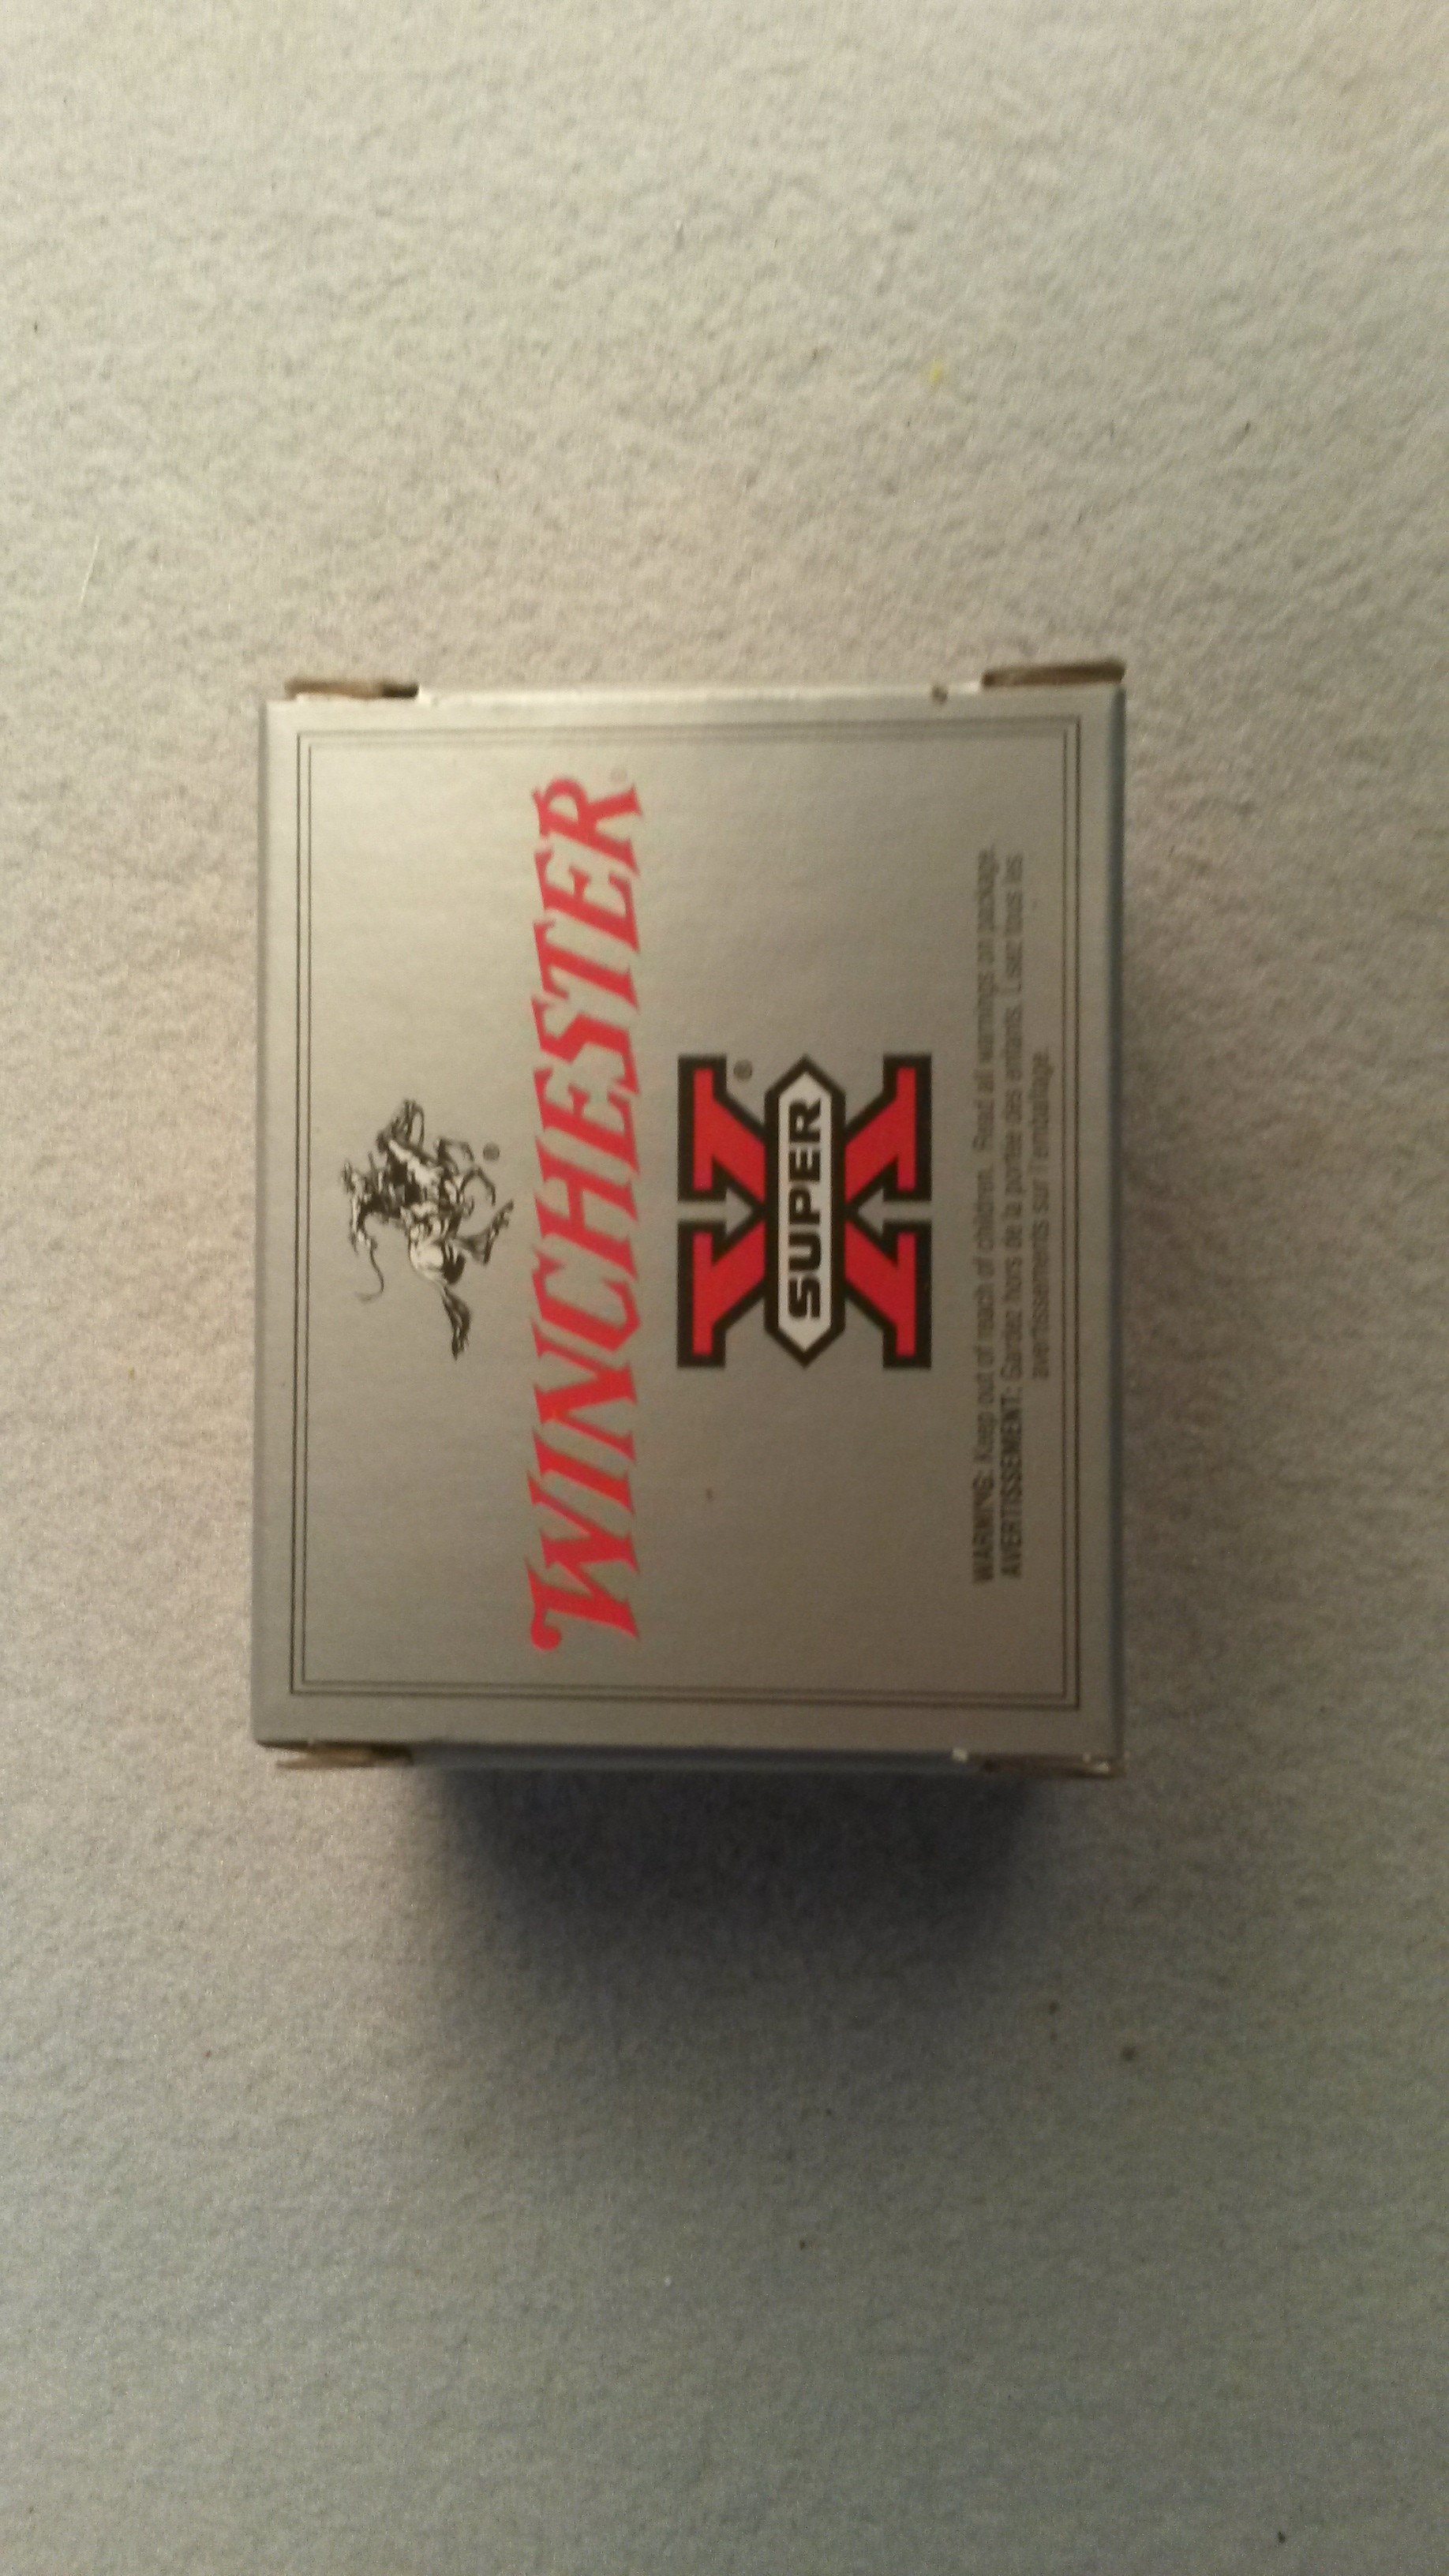 WINCHESTER
SUPER X
WARNING: Keep out of reach of children. Read all warnings on package.
AVERTISSEMENT: Gardez hors de la portée des enfants. Lisez tous les
avertissements sur l'emballage.